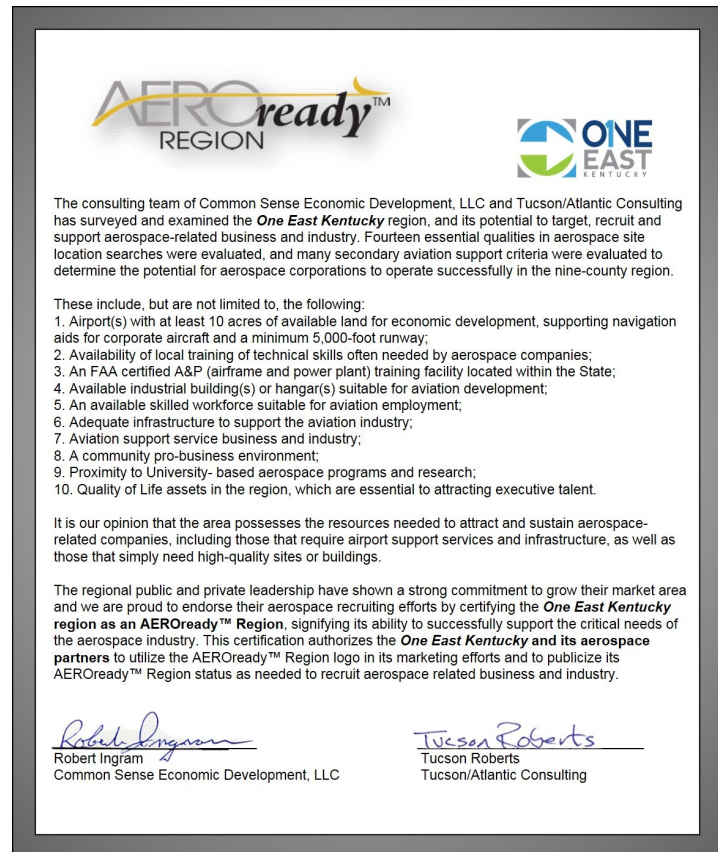 AEROready™
REGION
ONE
EAST
KENTUCKY
The consulting team of Common Sense Economic Development, LLC and Tucson/Atlantic Consulting
has surveyed and examined the One East Kentucky region, and its potential to target, recruit and
support aerospace-related business and industry. Fourteen essential qualities in aerospace site
location searches were evaluated, and many secondary aviation support criteria were evaluated to
determine the potential for aerospace corporations to operate successfully in the nine-county region.
These include, but are not limited to, the following:
1. Airport(s) with at least 10 acres of available land for economic development, supporting navigation
aids for corporate aircraft and a minimum 5,000-foot runway;
2. Availability of local training of technical skills often needed by aerospace companies;
3. An FAA certified A&P (airframe and power plant) training facility located within the State;
4. Available industrial building(s) or hangar(s) suitable for aviation development;
5. An available skilled workforce suitable for aviation employment;
6. Adequate infrastructure to support the aviation industry;
7. Aviation support service business and industry;
8. A community pro-business environment;
9. Proximity to University- based aerospace programs and research;
10. Quality of Life assets in the region, which are essential to attracting executive talent.
It is our opinion that the area possesses the resources needed to attract and sustain aerospace-
related companies, including those that require airport support services and infrastructure, as well as
those that simply need high-quality sites or buildings.
The regional public and private leadership have shown a strong commitment to grow their market area
and we are proud to endorse their aerospace recruiting efforts by certifying the One East Kentucky
region as an AEROready™ Region, signifying its ability to successfully support the critical needs of
the aerospace industry. This certification authorizes the One East Kentucky and its aerospace
partners to utilize the AEROready™ Region logo in its marketing efforts and to publicize its
AEROready™ Region status as needed to recruit aerospace related business and industry.
Robert Ingram Tucson Roberts
Robert Ingram Tucson Roberts
Common Sense Economic Development, LLC Tucson/Atlantic Consulting